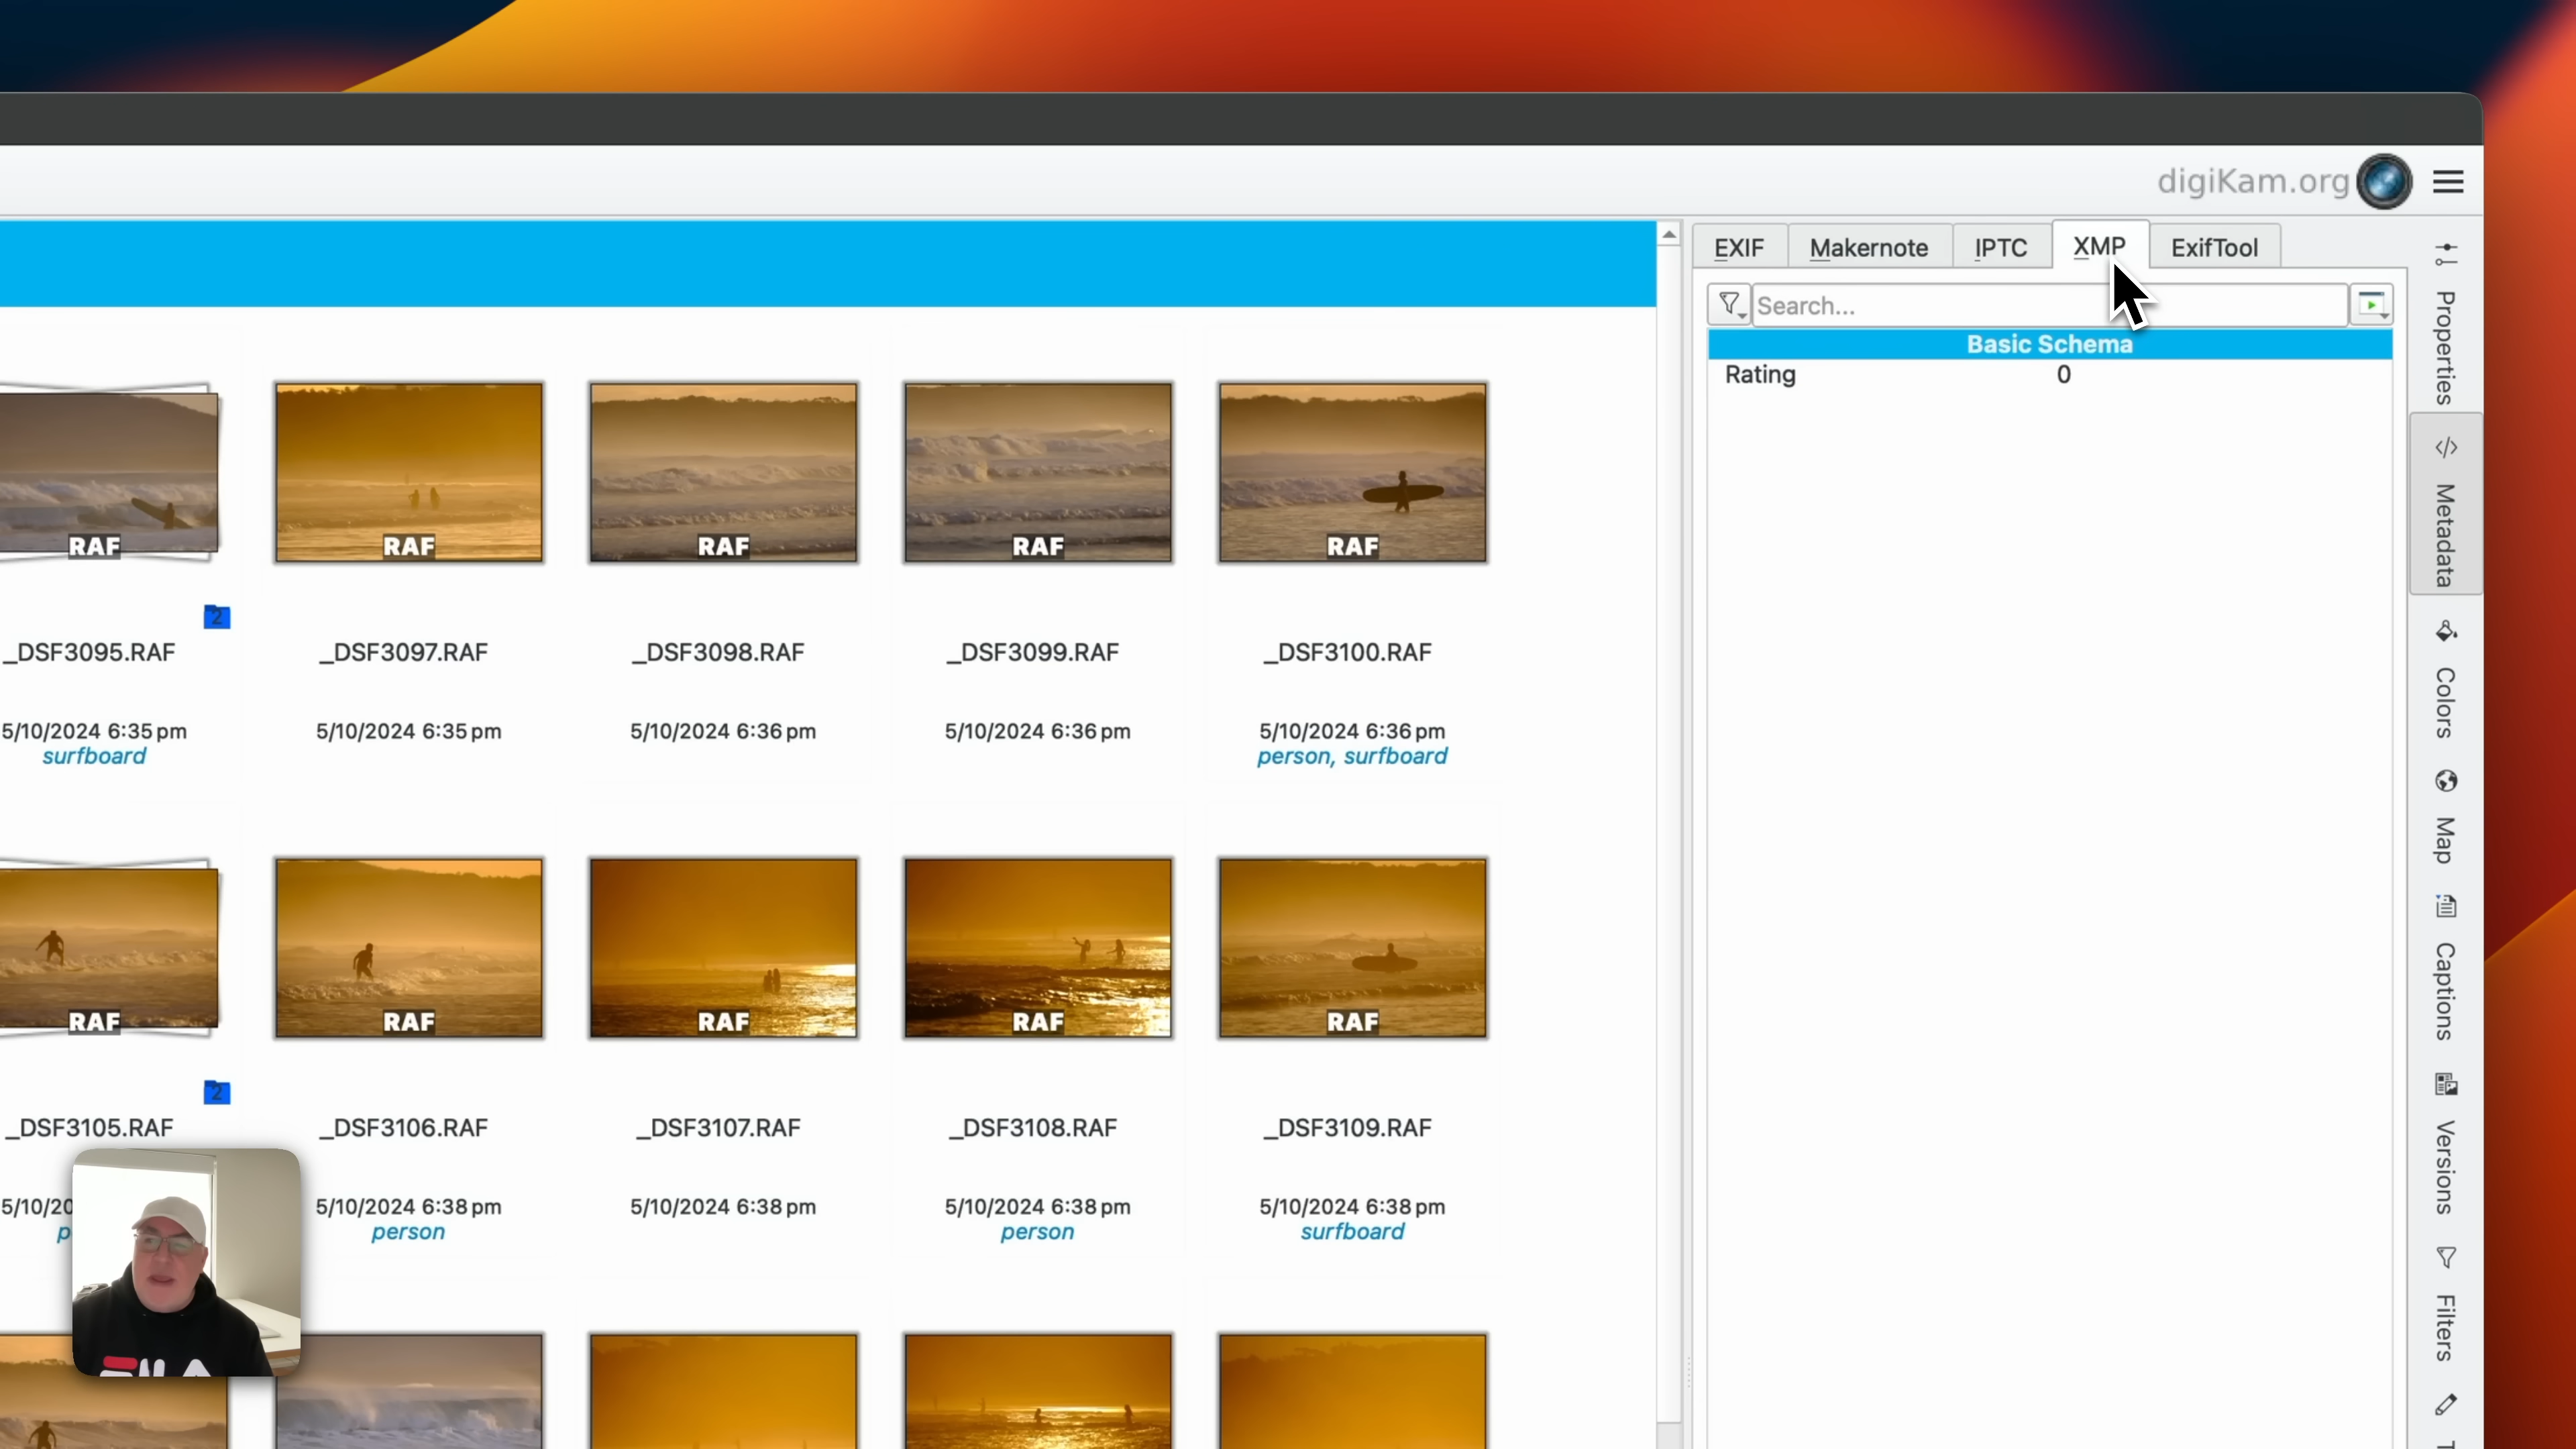 digiKam.org
EXIF Makernote IPTC XMP ExifTool
Search...
Basic Schema
Rating 0
RAF RAF RAF RAF RAF
2
_DSF3095.RAF _DSF3097.RAF _DSF3098.RAF _DSF3099.RAF _DSF3100.RAF
5/10/2024 6:35 pm 5/10/2024 6:35 pm 5/10/2024 6:36 pm 5/10/2024 6:36 pm 5/10/2024 6:36 pm
surfboard person, surfboard
RAF RAF RAF RAF RAF
2
_DSF3105.RAF _DSF3106.RAF _DSF3107.RAF _DSF3108.RAF _DSF3109.RAF
5/10/20 5/10/2024 6:38 pm 5/10/2024 6:38 pm 5/10/2024 6:38 pm 5/10/2024 6:38 pm
person person surfboard
Properties
Metadata
Colors
Map
Captions
Versions
Filters